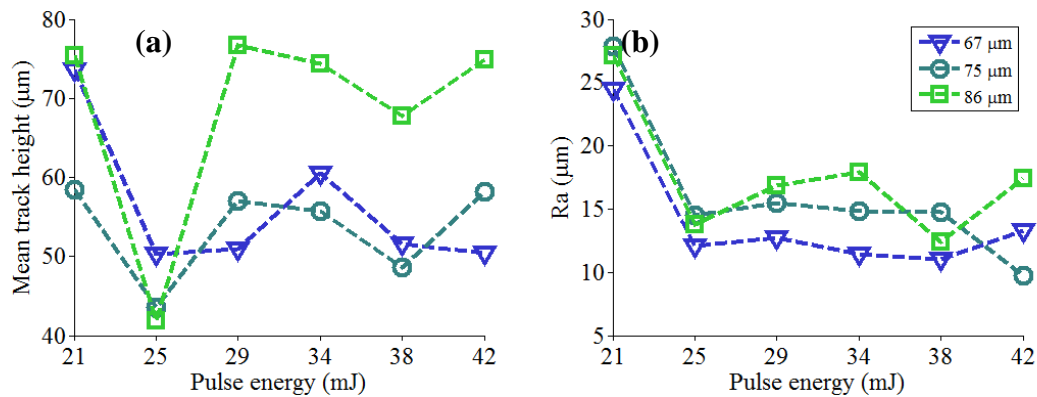 (a)
Mean track height (μm)
80
70
60
50
40
21 25 29 34 38 42
Pulse energy (mJ)
(b)
Ra (μm)
30
25
20
15
10
5
21 25 29 34 38 42
Pulse energy (mJ)
67 μm
75 μm
86 μm